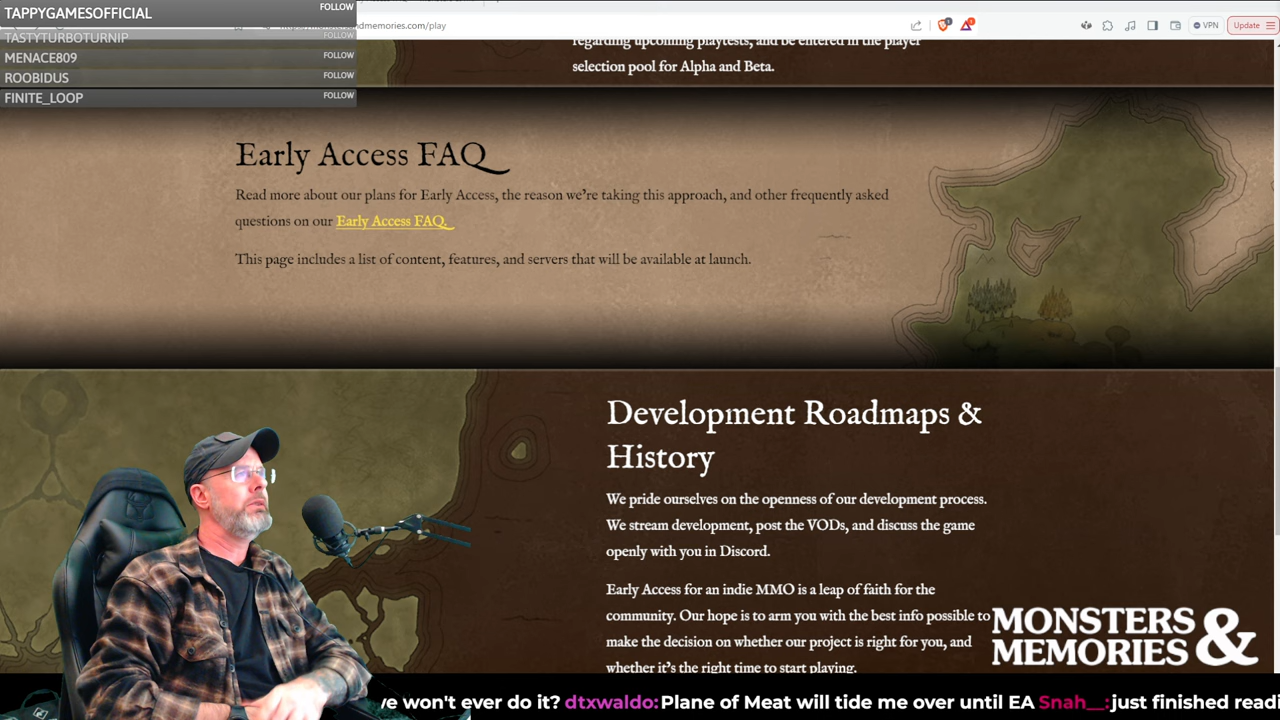 TAPPYGAMESOFFICIAL FOLLOW
TASTYTURBOTURNIP FOLLOW
MENACE809 FOLLOW
ROOBIDUS FOLLOW
FINITE_LOOP FOLLOW
ndmemories.com/play
VPN
Update
regarding upcoming playtests, and be entered in the player
selection pool for Alpha and Beta.
Early Access FAQ
Read more about our plans for Early Access, the reason we're taking this approach, and other frequently asked
questions on our Early Access FAQ.
This page includes a list of content, features, and servers that will be available at launch.
Development Roadmaps &
History
We pride ourselves on the openness of our development process.
We stream development, post the VODs, and discuss the game
openly with you in Discord.
Early Access for an indie MMO is a leap of faith for the
community. Our hope is to arm you with the best info possible to
make the decision on whether our project is right for you, and
whether it's the right time to start playing.
MONSTERS &
MEMORIES
've won't ever do it? dtxwaldo: Plane of Meat will tide me over until EA Snah__: just finished readi